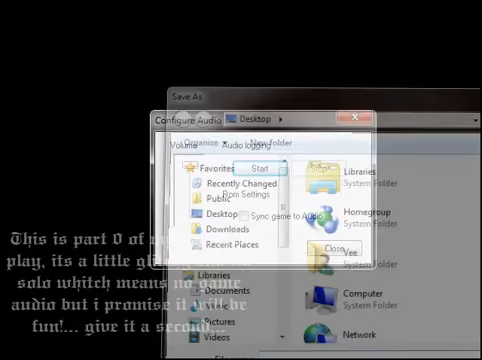 Save As
Configure Audio
Desktop
Organize
New folder
Volume
Audio logging
Favorites
Start
Stop
Libraries
System Folder
Recently Changed
Rom Settings
Public
Homegroup
System Folder
Desktop
Sync game to Audio
Downloads
Recent Places
Close
Vee
System Folder
Libraries
Documents
Computer
System Folder
Pictures
Videos
Network
This is part 0 of my
play, its a little
solo whitch means no game
audio but i promise it will be
fun!... give it a second...